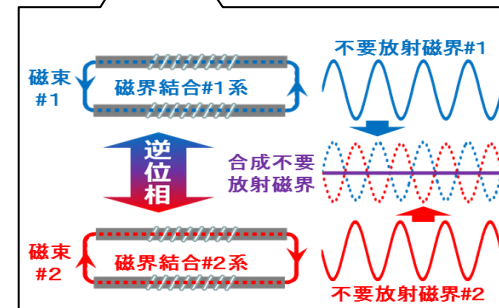 不要放射磁界#1
磁束
#1
磁界結合#1系
逆位相
合成不要
放射磁界
磁束
#2
磁界結合#2系
不要放射磁界#2